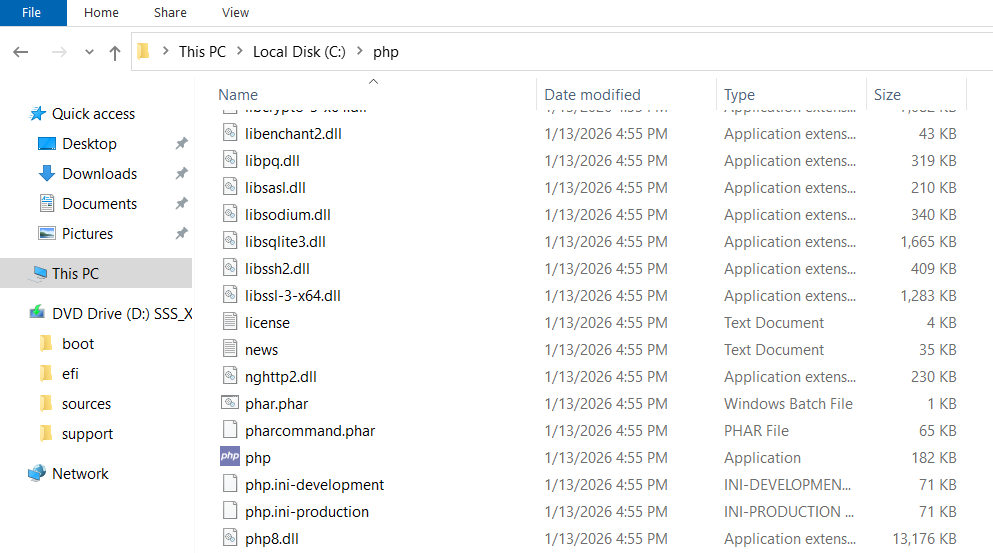 File Home Share View
This PC Local Disk (C:) php
Name Date modified Type Size
Quick access
Desktop
Downloads
Documents
Pictures
This PC
DVD Drive (D:) SSS_X
boot
efi
sources
support
Network
1/13/2026 4:55 PM Application extens...
libenchant2.dll 1/13/2026 4:55 PM Application extens... 43 KB
libpq.dll 1/13/2026 4:55 PM Application extens... 319 KB
libsasl.dll 1/13/2026 4:55 PM Application extens... 210 KB
libsodium.dll 1/13/2026 4:55 PM Application extens... 340 KB
libsqlite3.dll 1/13/2026 4:55 PM Application extens... 1,665 KB
libssh2.dll 1/13/2026 4:55 PM Application extens... 409 KB
libssl-3-x64.dll 1/13/2026 4:55 PM Application extens... 1,283 KB
license 1/13/2026 4:55 PM Text Document 4 KB
news 1/13/2026 4:55 PM Text Document 35 KB
nghttp2.dll 1/13/2026 4:55 PM Application extens... 230 KB
phar.phar 1/13/2026 4:55 PM Windows Batch File 1 KB
pharcommand.phar 1/13/2026 4:55 PM PHAR File 65 KB
php php 1/13/2026 4:55 PM Application 182 KB
php.ini-development 1/13/2026 4:55 PM INI-DEVELOPMEN... 71 KB
php.ini-production 1/13/2026 4:55 PM INI-PRODUCTION ... 71 KB
php8.dll 1/13/2026 4:55 PM Application extens... 13,176 KB